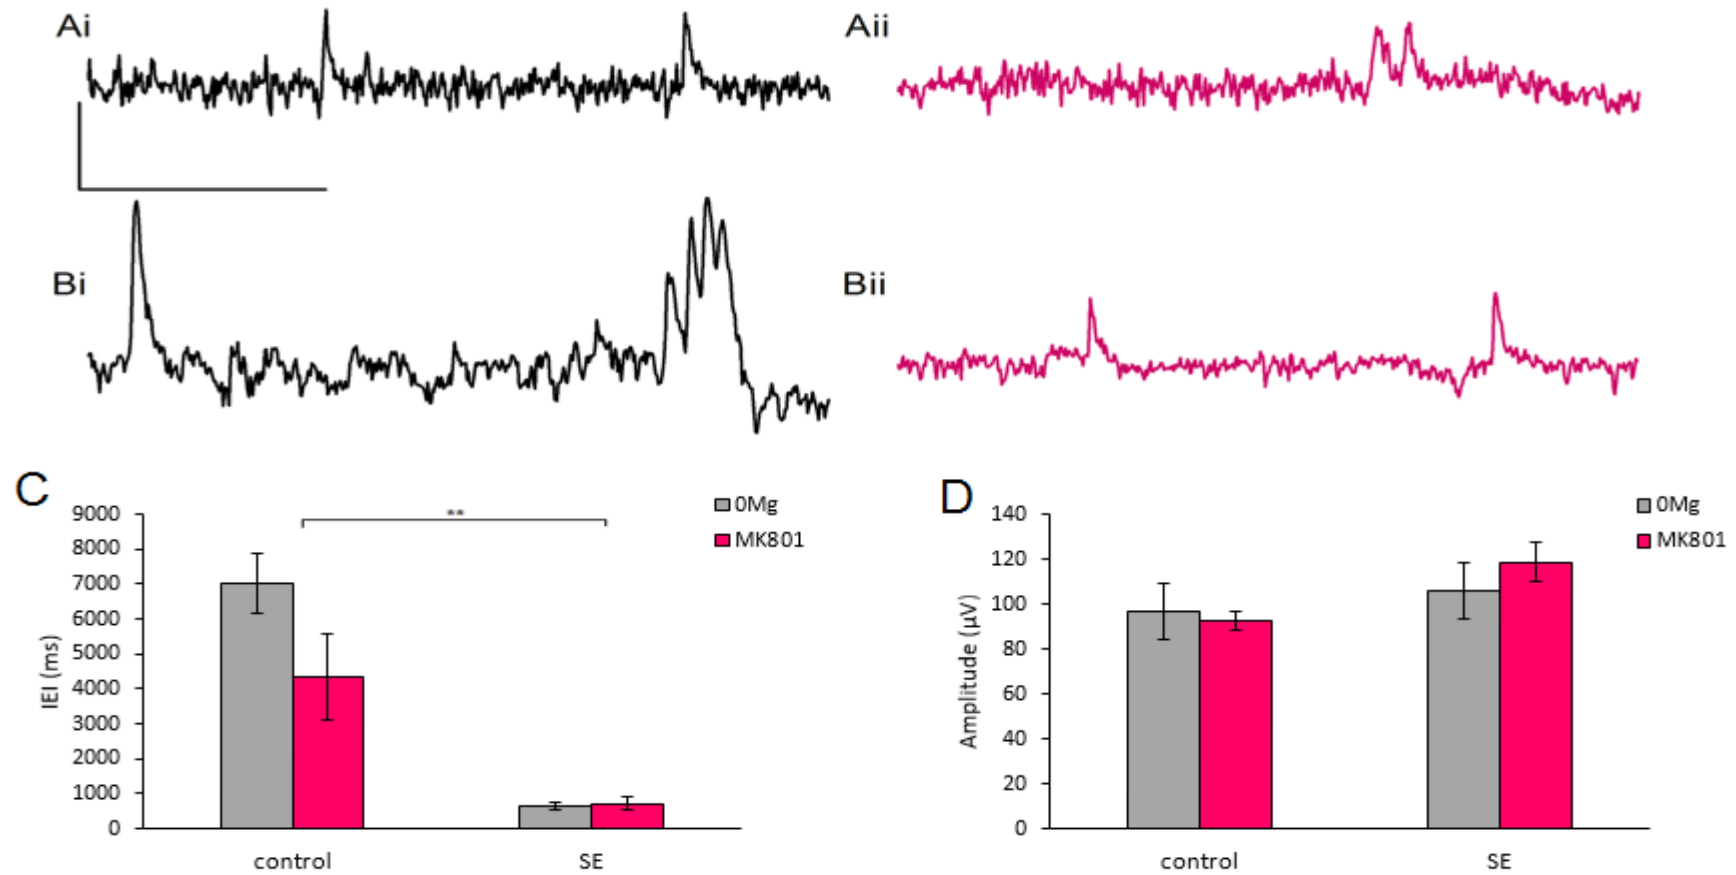 Ai
Aii
Bi
Bii
C
D
0Mg
MK801
**
9000
8000
7000
6000
5000
4000
3000
2000
1000
0
IEI (ms)
control
SE
0Mg
MK801
140
120
100
80
60
40
20
0
Amplitude (µV)
control
SE